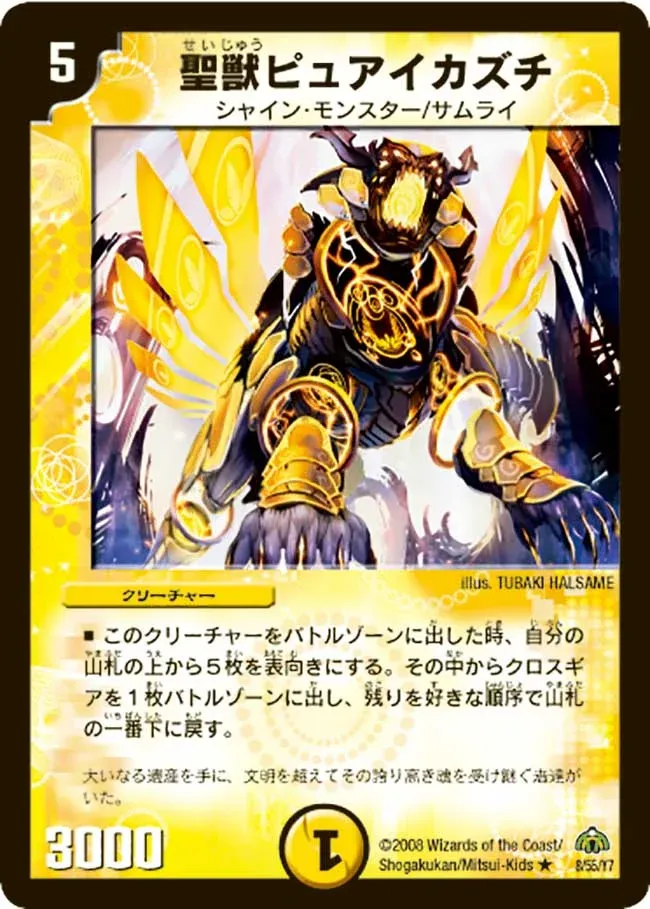 5
せいじゅう
聖獣ピュアイカズチ
シャイン・モンスター/サムライ
illus. TUBAKI HALSAME
クリーチャー
■ このクリーチャーをバトルゾーンに出した時、自分の
山札の上から5枚を表向きにする。その中からクロスギ
アを1枚バトルゾーンに出し、残りを好きな順序で山札
の一番下に戻す。
大いなる遺産を手に、文明を超えてその誇り高き魂を受け継ぐ者達が
いた。
3000
1
©2008 Wizards of the Coast/
Shogakukan/Mitsui-Kids ★
8/55/Y7